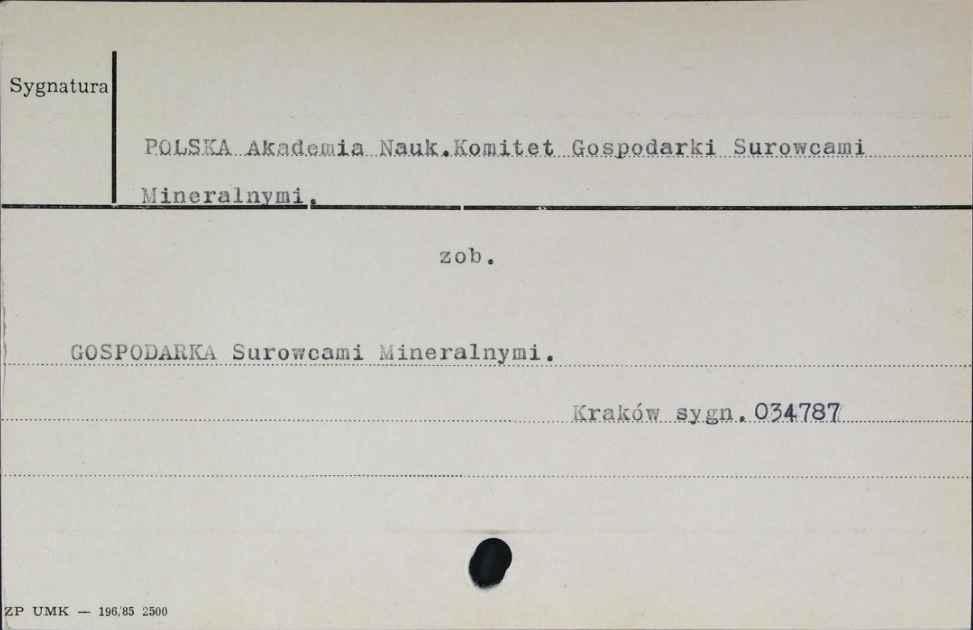 Sygnatura
POLSKA Akademia Nauk.Komitet Gospodarki Surowcami
Mineralnymi.
zob.
GOSPODARKA Surowcami Mineralnymi.
Kraków sygn. 034787
ZP UMK — 196/85 2500